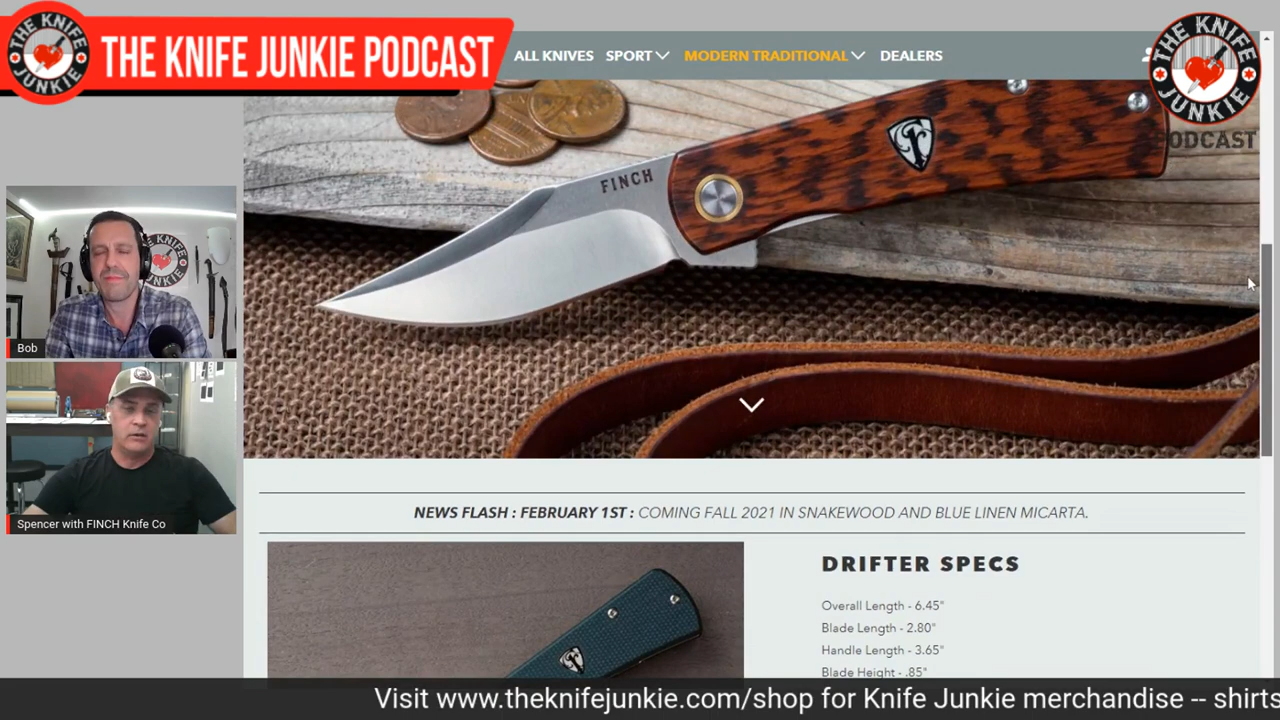 THE KNIFE JUNKIE
THE KNIFE JUNKIE PODCAST
ALL KNIVES SPORT MODERN TRADITIONAL DEALERS
THE KNIFE JUNKIE
PODCAST
FINCH
KNIFE JUNKIE
Bob
Spencer with FINCH Knife Co
NEWS FLASH : FEBRUARY 1ST : COMING FALL 2021 IN SNAKEWOOD AND BLUE LINEN MICARTA.
DRIFTER SPECS
Overall Length - 6.45"
Blade Length - 2.80"
Handle Length - 3.65"
Blade Height - .85"
Visit www.theknifejunkie.com/shop for Knife Junkie merchandise -- shirts